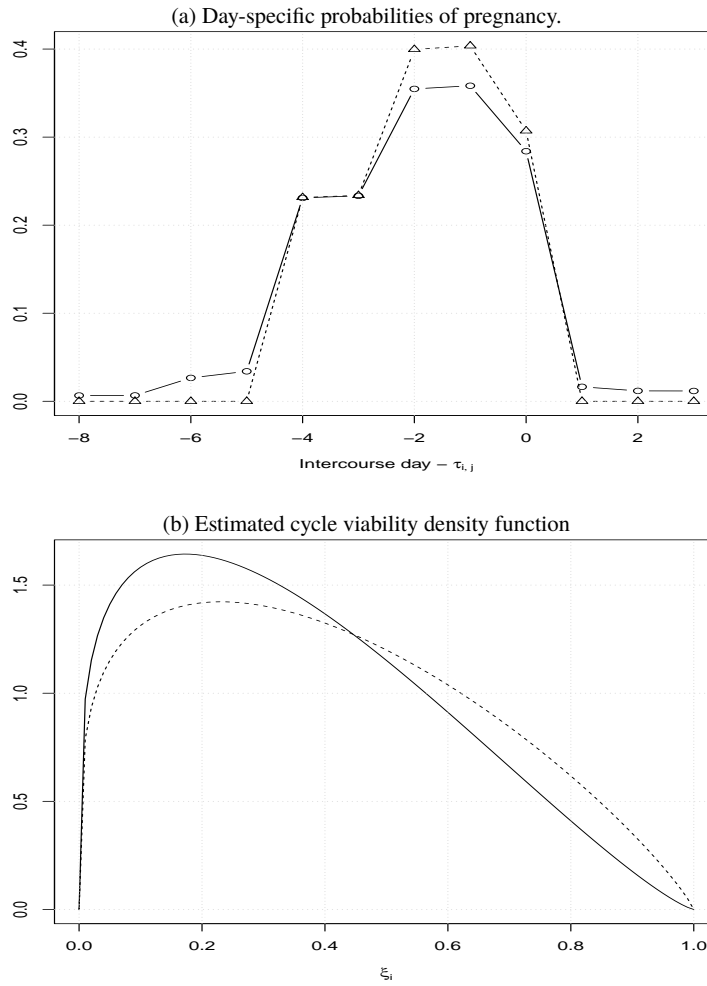 (a) Day-specific probabilities of pregnancy.
0.4
0.3
0.2
0.1
0.0
−8 −6 −4 −2 0 2
Intercourse day − τi, j
(b) Estimated cycle viability density function
1.5
1.0
0.5
0.0
0.0 0.2 0.4 0.6 0.8 1.0
ξi